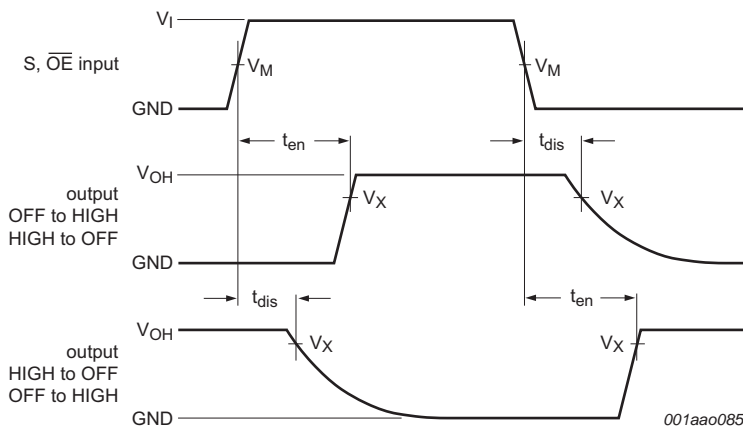 V_I
S, O̅E̅ input
V_M
V_M
GND
t_en
t_dis
V_OH
output
OFF to HIGH
HIGH to OFF
V_X
V_X
GND
t_dis
t_en
V_OH
output
HIGH to OFF
OFF to HIGH
V_X
V_X
GND
001aao085